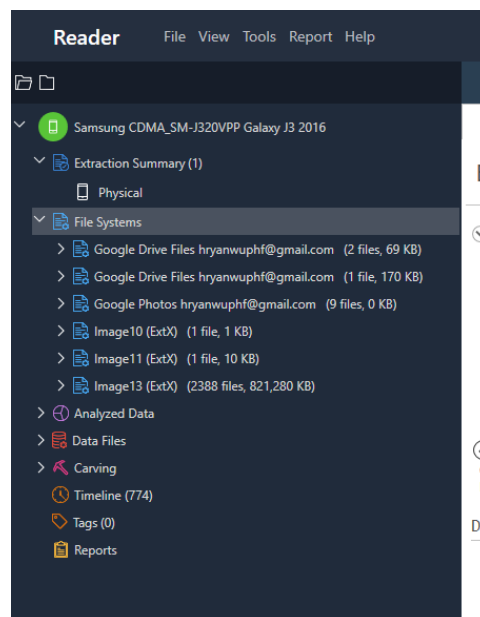 Reader File View Tools Report Help
Samsung CDMA_SM-J320VPP Galaxy J3 2016
Extraction Summary (1)
Physical
File Systems
Google Drive Files hryanwuphf@gmail.com (2 files, 69 KB)
Google Drive Files hryanwuphf@gmail.com (1 file, 170 KB)
Google Photos hryanwuphf@gmail.com (9 files, 0 KB)
Image10 (ExtX) (1 file, 1 KB)
Image11 (ExtX) (1 file, 10 KB)
Image13 (ExtX) (2388 files, 821,280 KB)
Analyzed Data
Data Files
Carving
Timeline (774)
Tags (0)
Reports